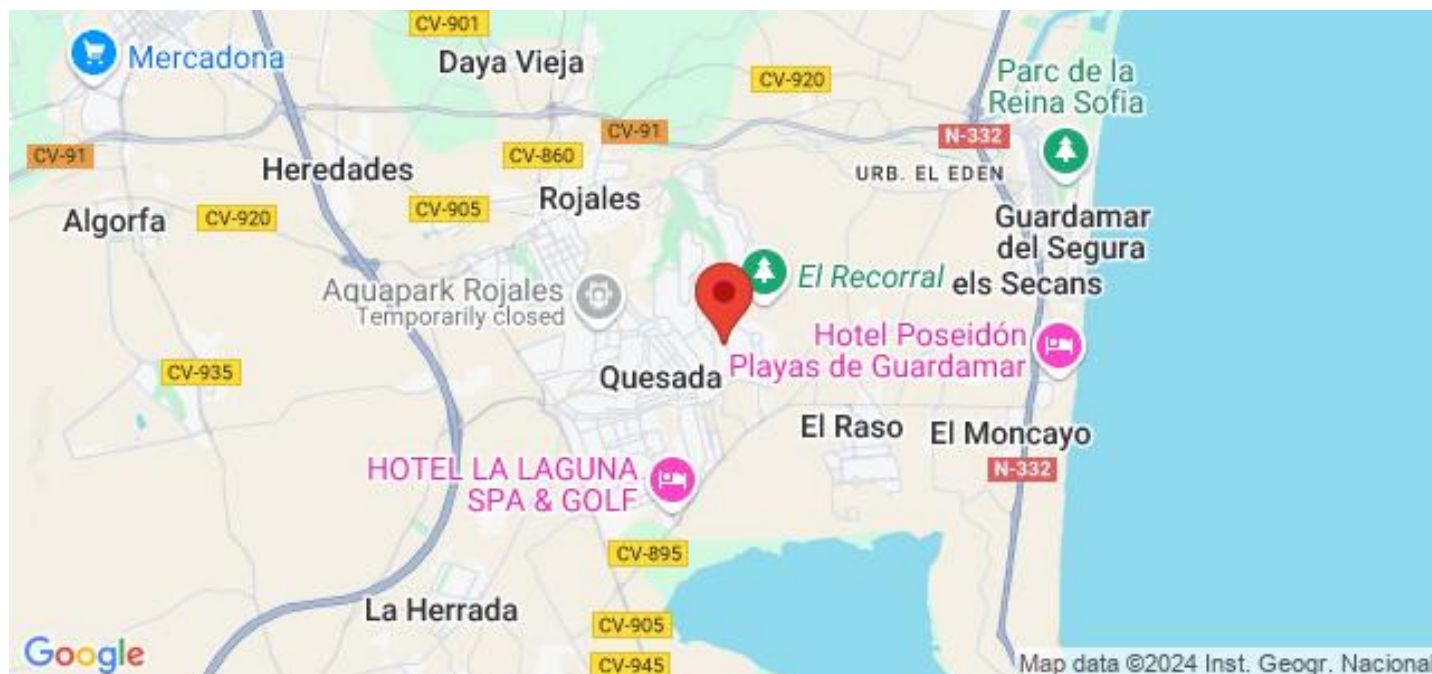 CV-901
Mercadona
Daya Vieja
CV-920
Parc de la
Reina Sofia
CV-91
N-332
CV-91
CV-860
Heredades
URB. EL EDEN
Rojales
CV-905
Algorfa
CV-920
Guardamar
del Segura
El Recorral
els Secans
Aquapark Rojales
Temporarily closed
Hotel Poseidón
Playas de Guardamar
CV-935
Quesada
El Raso
El Moncayo
HOTEL LA LAGUNA
SPA & GOLF
N-332
CV-895
La Herrada
CV-905
Google
CV-945
Map data ©2024 Inst. Geogr. Nacional